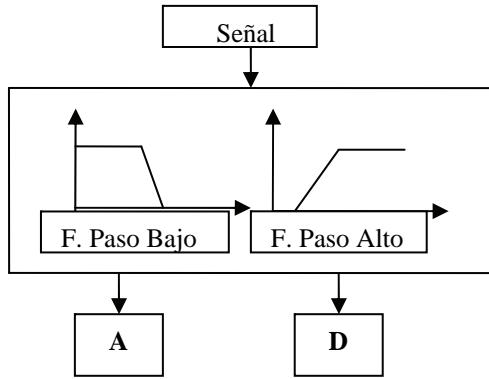 Señal
F. Paso Bajo
F. Paso Alto
A
D